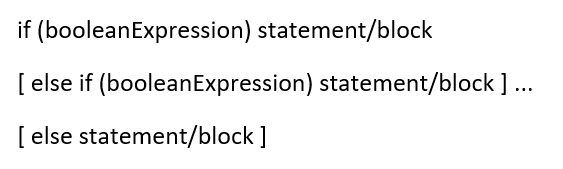 if (booleanExpression) statement/block
[ else if (booleanExpression) statement/block ] ...
[ else statement/block ]